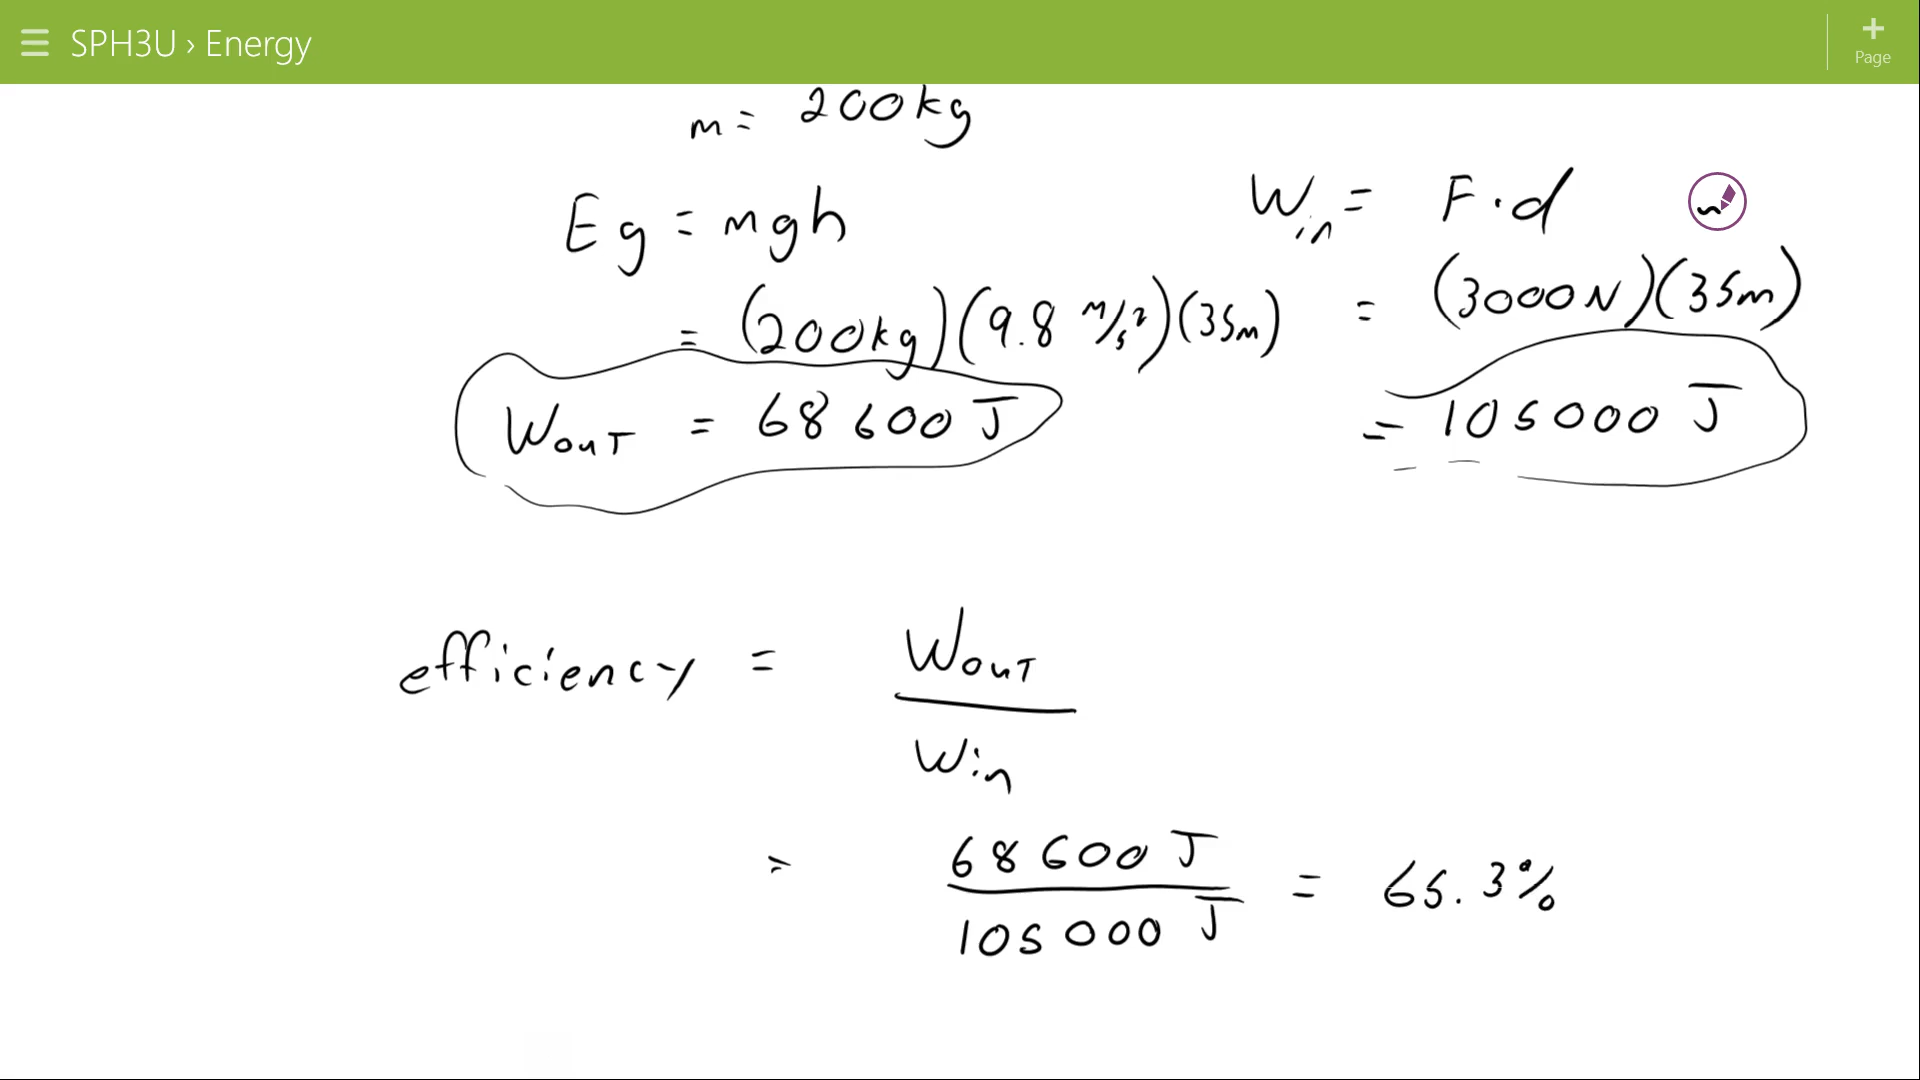 SPH3U › Energy
Page
m = 200kg
Eg = mgh
= (200kg)(9.8 m/s²)(35m)
WOUT = 68 600 J
Win = F·d
= (3000N)(35m)
= 105000 J
efficiency = WOUT / Win
= 68 600 J / 105 000 J = 65.3%